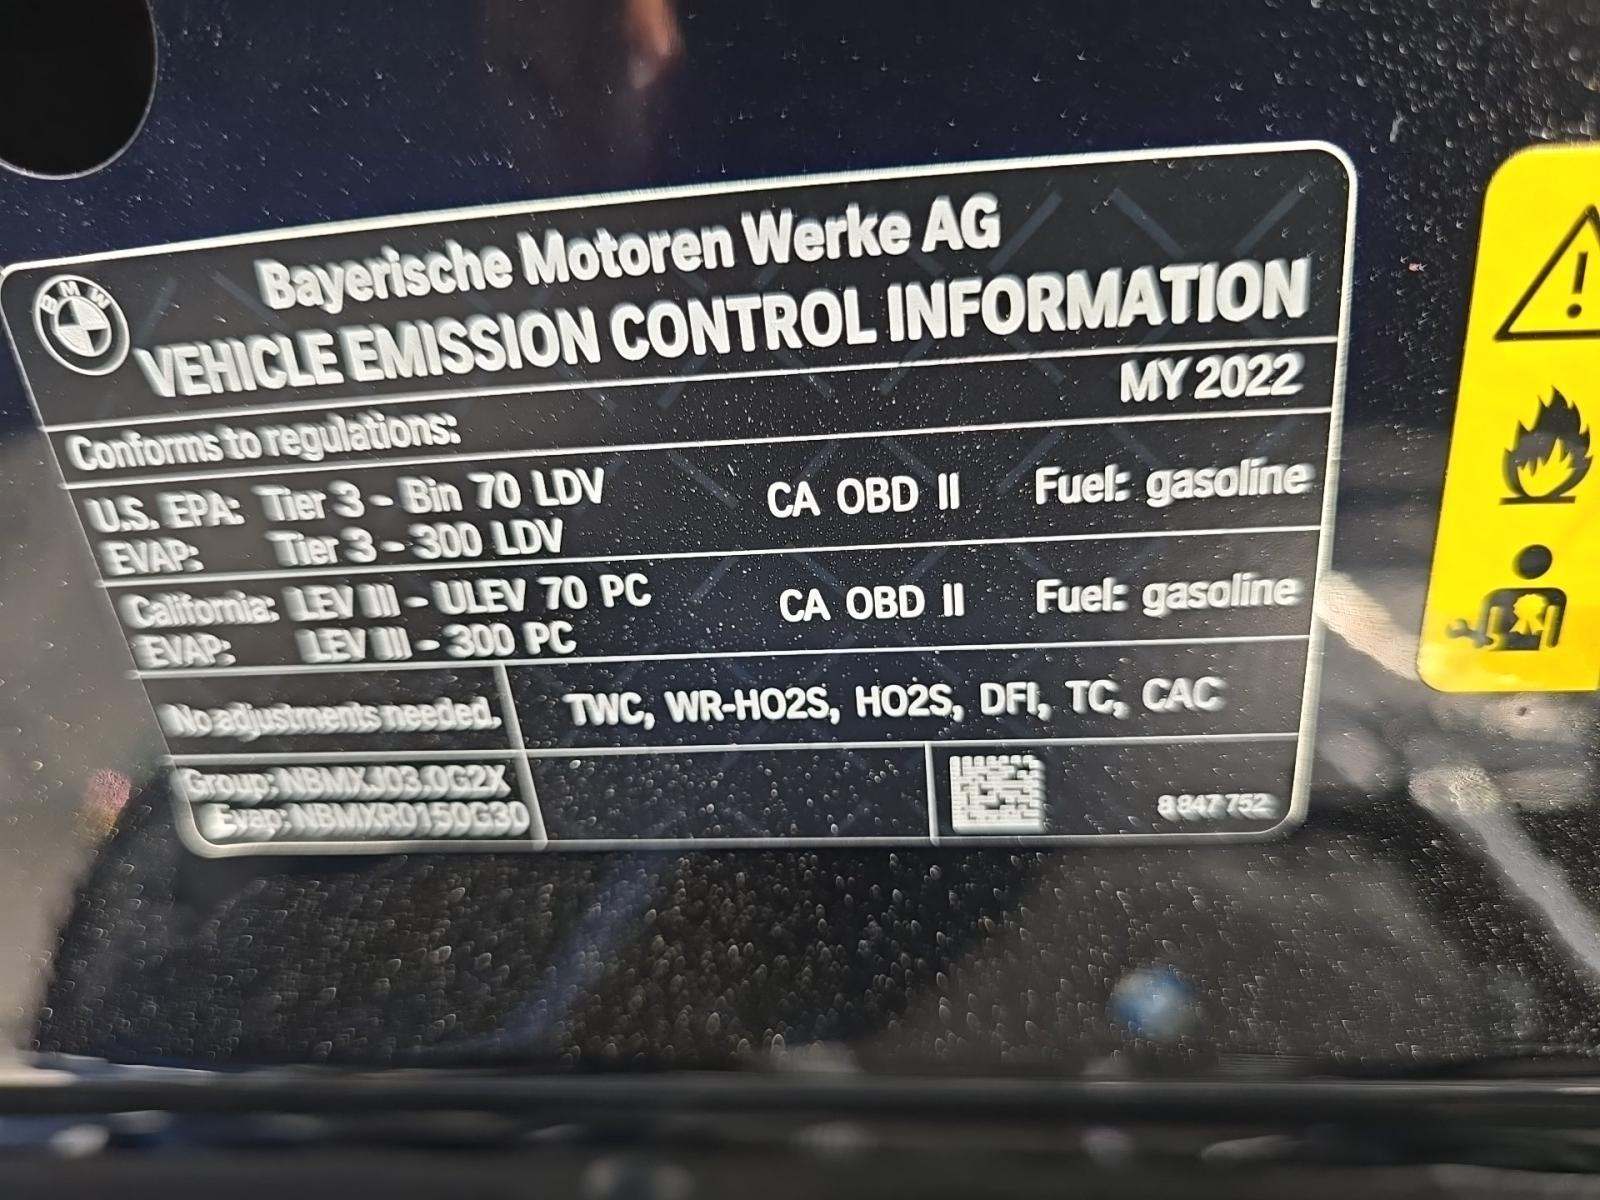 BMW
Bayerische Motoren Werke AG
VEHICLE EMISSION CONTROL INFORMATION
MY 2022
Conforms to regulations:
U.S. EPA: Tier 3 - Bin 70 LDV CA OBD II Fuel: gasoline
EVAP: Tier 3 - 300 LDV
California: LEV III - ULEV 70 PC CA OBD II Fuel: gasoline
EVAP: LEV III - 300 PC
No adjustments needed. TWC, WR-HO2S, HO2S, DFI, TC, CAC
Group: NBMXJ03.0G2X
Evap: NBMXR0150G30
8 847 752